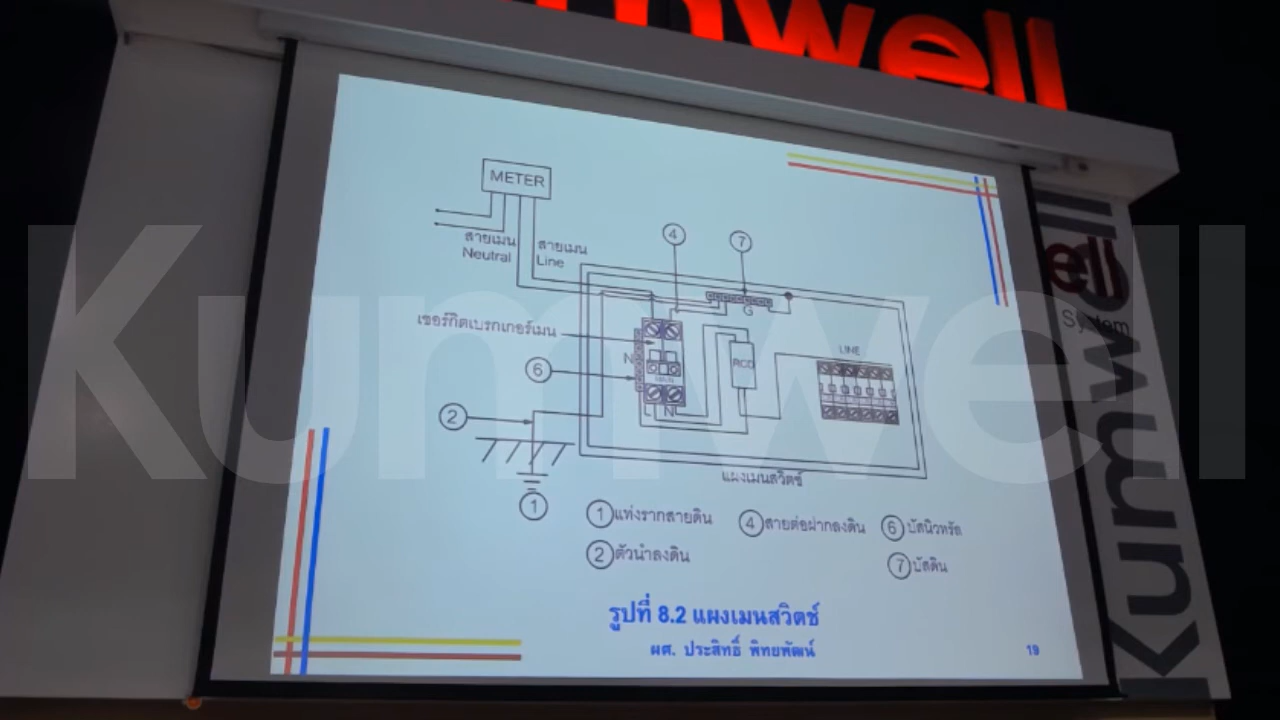 Kumwell
METER
สายเมน
Neutral
สายเมน
Line
4
7
G
เซอร์กิตเบรกเกอร์เมน
N
6
MAIN
N
RCD
LINE
2
1
แผงเมนสวิตช์
1 แท่งรากสายดิน
4 สายต่อฝากลงดิน
6 บัสนิวทรัล
2 ตัวนำลงดิน
7 บัสดิน
รูปที่ 8.2 แผงเมนสวิตช์
ผศ. ประสิทธิ์ พิทยพัฒน์
19
System
Kumwell
Kumwell